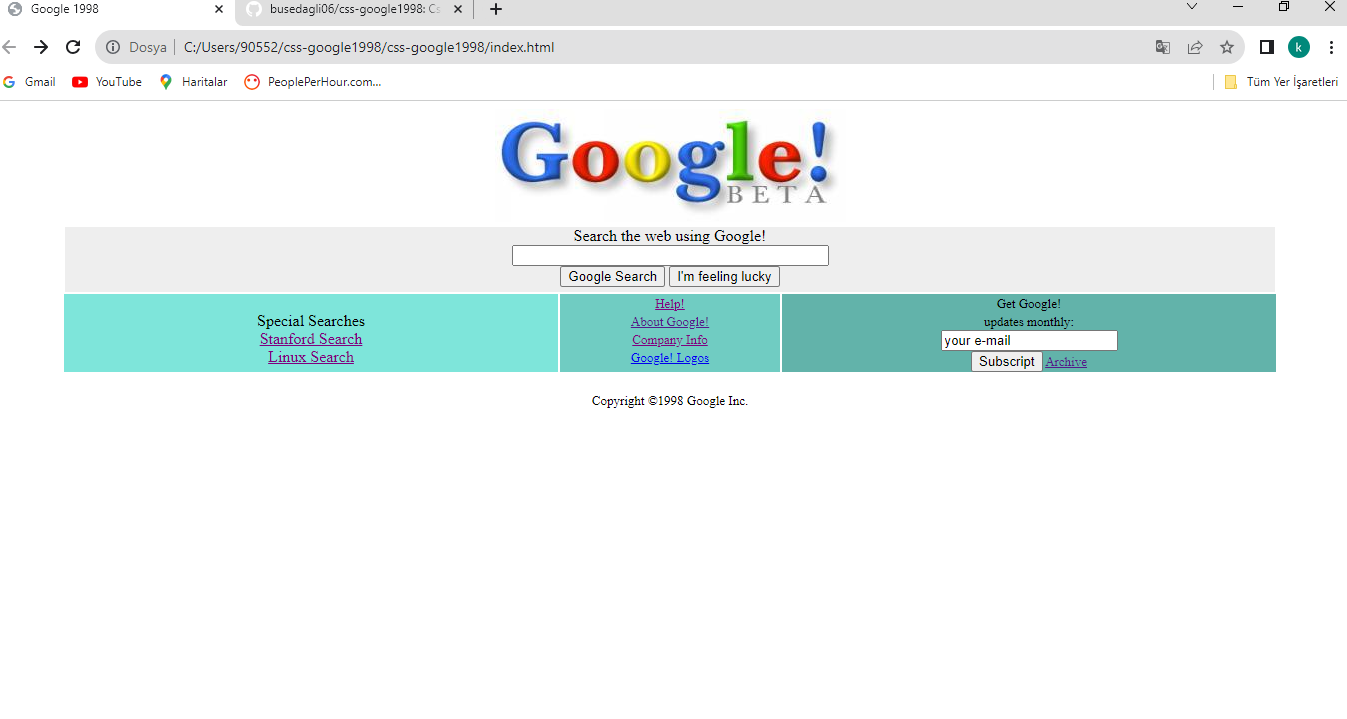 Google 1998
busedagli06/css-google1998: Cs
Dosya C:/Users/90552/css-google1998/css-google1998/index.html
k
Gmail YouTube Haritalar PeoplePerHour.com... Tüm Yer İşaretleri
Google!
BETA
Search the web using Google!
Google Search I'm feeling lucky
Special Searches
Stanford Search
Linux Search
Help!
About Google!
Company Info
Google! Logos
Get Google!
updates monthly:
your e-mail
Subscript Archive
Copyright ©1998 Google Inc.